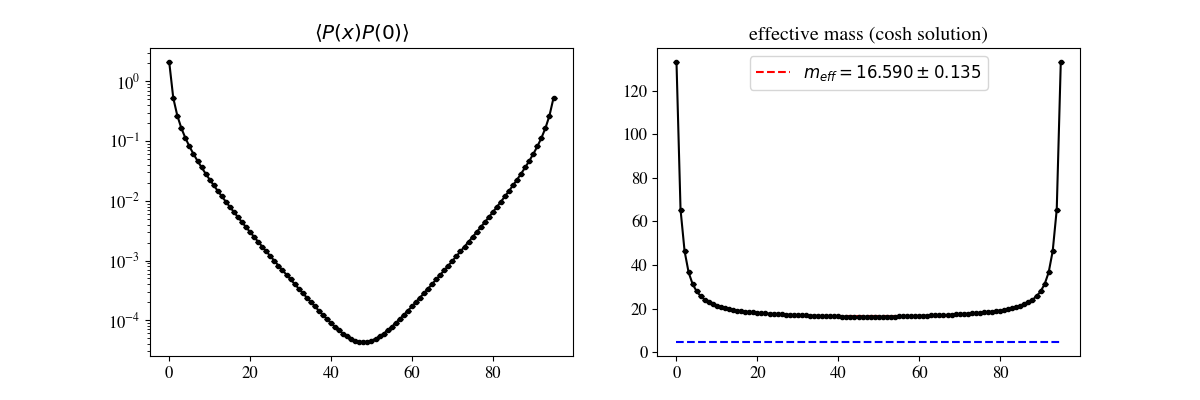 ⟨P(x)P(0)⟩
10⁰
10⁻¹
10⁻²
10⁻³
10⁻⁴
0 20 40 60 80
effective mass (cosh solution)
m_eff = 16.590 ± 0.135
120
100
80
60
40
20
0
0 20 40 60 80